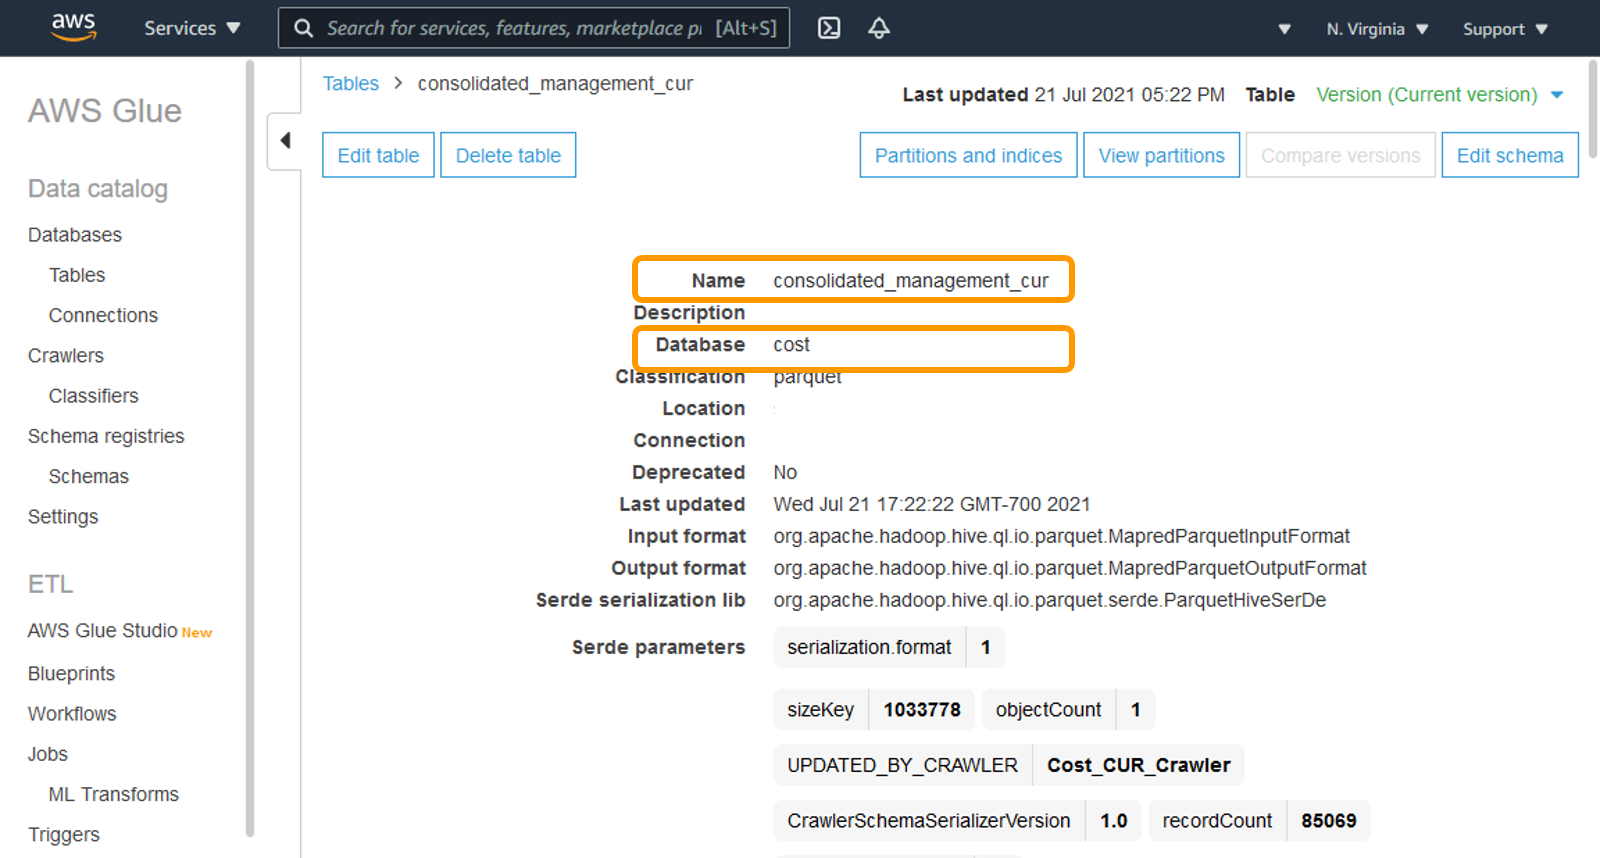 aws Services Search for services, features, marketplace pr [Alt+S] N. Virginia Support
AWS Glue
Data catalog
Databases
Tables
Connections
Crawlers
Classifiers
Schema registries
Schemas
Settings
ETL
AWS Glue Studio New
Blueprints
Workflows
Jobs
ML Transforms
Triggers
Tables > consolidated_management_cur
Last updated 21 Jul 2021 05:22 PM Table Version (Current version)
Edit table Delete table Partitions and indices View partitions Compare versions Edit schema
Name consolidated_management_cur
Description
Database cost
Classification parquet
Location
Connection
Deprecated No
Last updated Wed Jul 21 17:22:22 GMT-700 2021
Input format org.apache.hadoop.hive.ql.io.parquet.MapredParquetInputFormat
Output format org.apache.hadoop.hive.ql.io.parquet.MapredParquetOutputFormat
Serde serialization lib org.apache.hadoop.hive.ql.io.parquet.serde.ParquetHiveSerDe
Serde parameters serialization.format 1
sizeKey 1033778 objectCount 1
UPDATED_BY_CRAWLER Cost_CUR_Crawler
CrawlerSchemaSerializerVersion 1.0 recordCount 85069